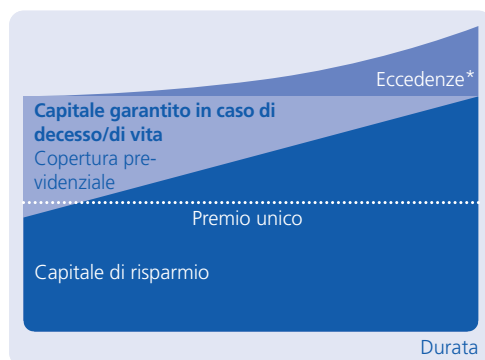 Eccedenze*
Capitale garantito in caso di
decesso/di vita
Copertura pre-
videnziale
Premio unico
Capitale di risparmio
Durata